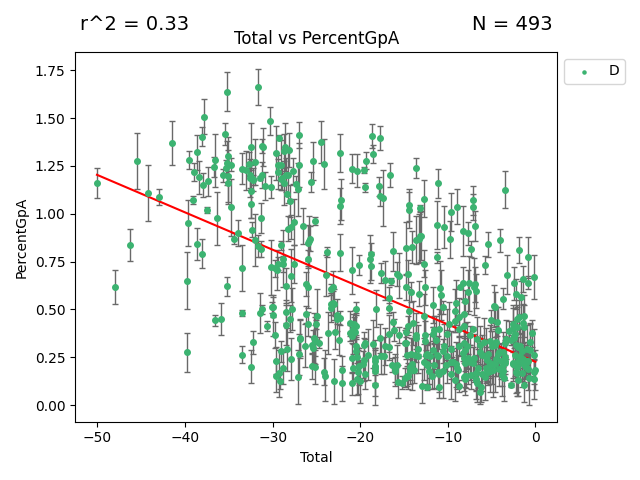 r^2 = 0.33
N = 493
Total vs PercentGpA
D
PercentGpA
1.75
1.50
1.25
1.00
0.75
0.50
0.25
0.00
−50
−40
−30
−20
−10
0
Total